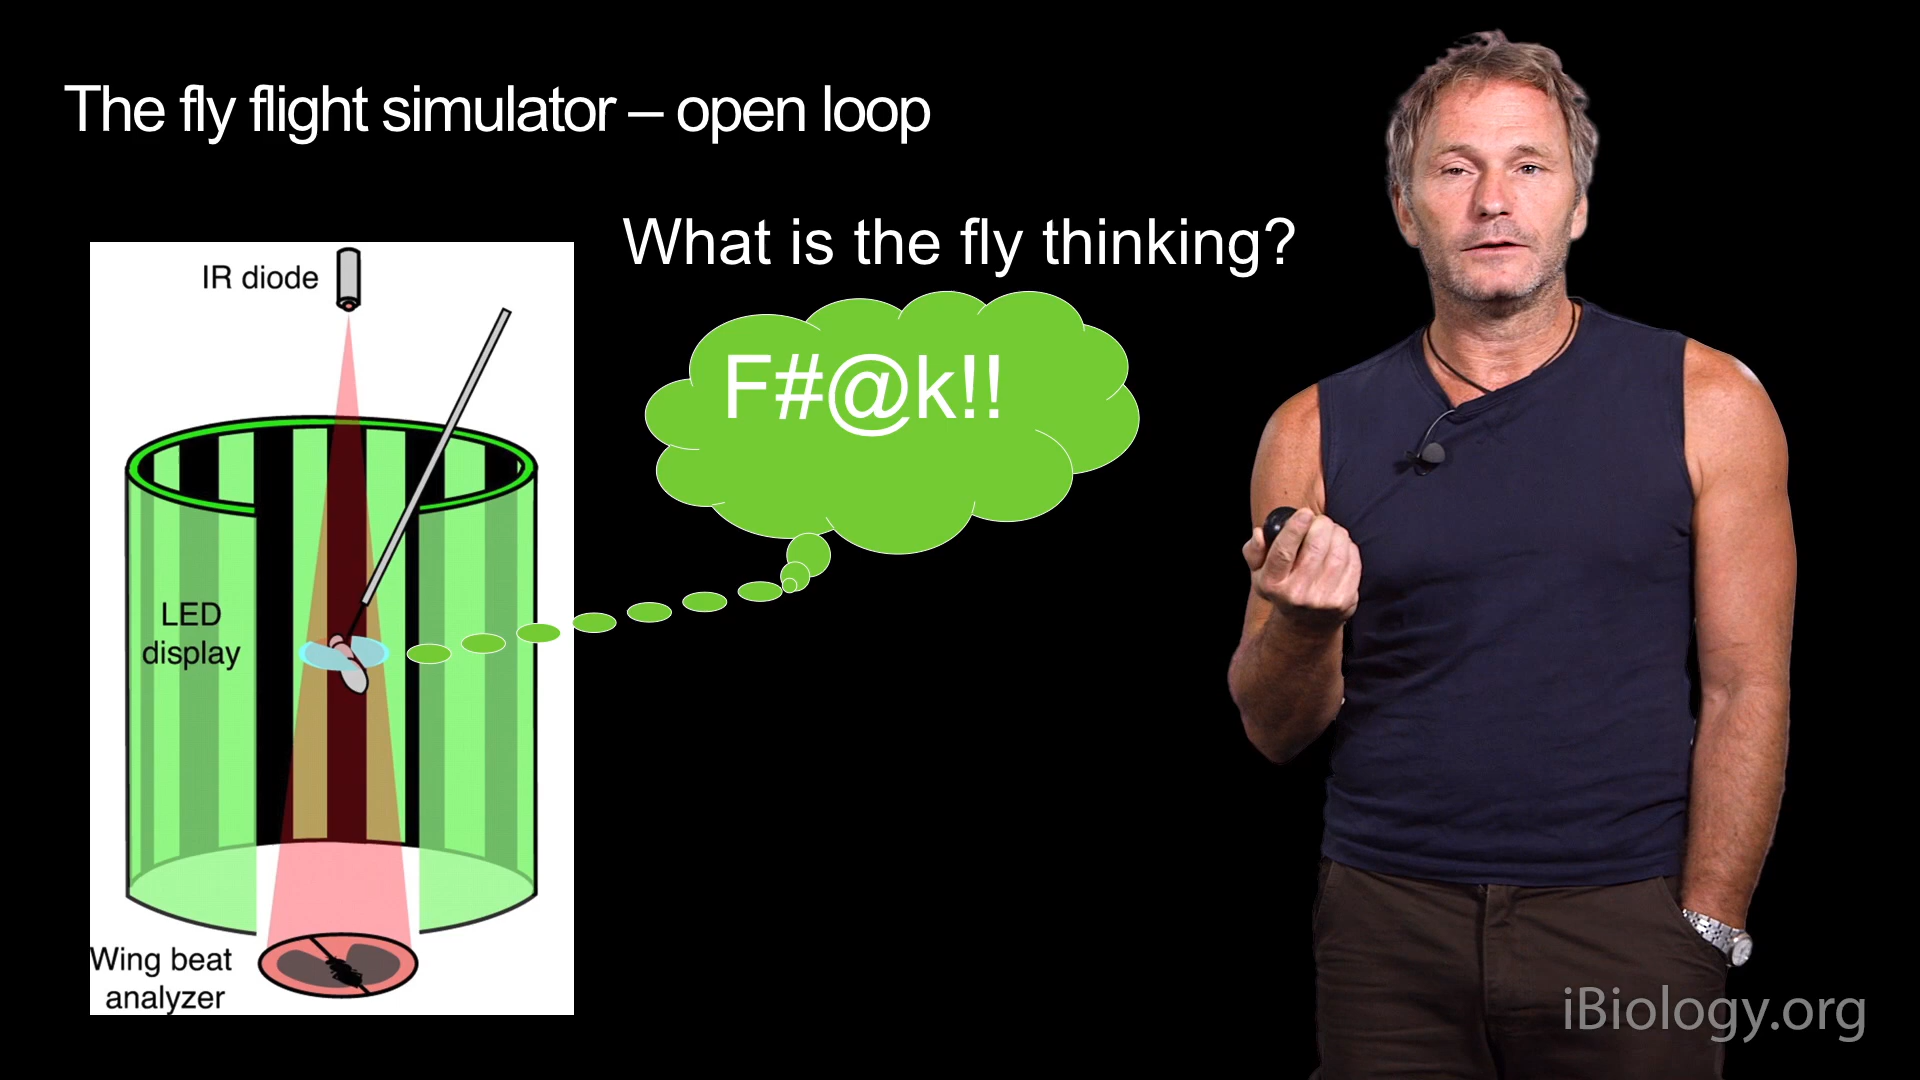 The fly flight simulator – open loop
What is the fly thinking?
IR diode
F#@k!!
LED
display
Wing beat
analyzer
iBiology.org